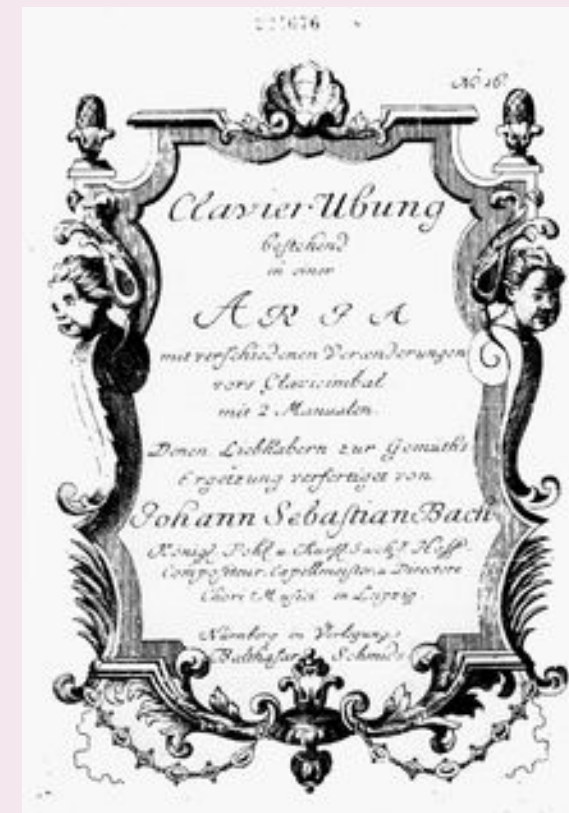 No 16.
Clavier Ubung
bestehend
in einer
ARIA
mit verschiedenen Verænderungen
vors Clavicimbal
mit 2 Manualen.
Denen Liebhabern zur Gemüths-
Ergetzung verfertiget von
Johann Sebastian Bach
Königl. Pohl. u. Churfl. Sæchs. Hoff-
Compositeur, Capellmeister, u. Directore
Chori Musici in Leipzig.
Nürnberg in Verlegung
Balthasar Schmids